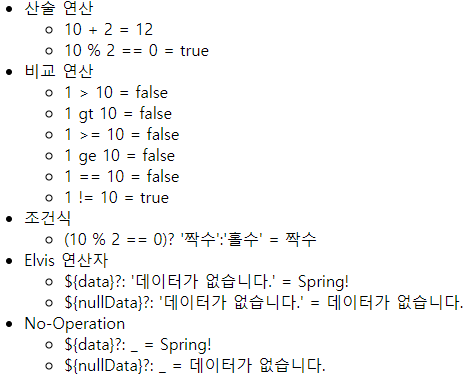 산술 연산
10 + 2 = 12
10 % 2 == 0 = true
비교 연산
1 > 10 = false
1 gt 10 = false
1 >= 10 = false
1 ge 10 = false
1 == 10 = false
1 != 10 = true
조건식
(10 % 2 == 0)? '짝수':'홀수' = 짝수
Elvis 연산자
${data}?: '데이터가 없습니다.' = Spring!
${nullData}?: '데이터가 없습니다.' = 데이터가 없습니다.
No-Operation
${data}?: _ = Spring!
${nullData}?: _ = 데이터가 없습니다.